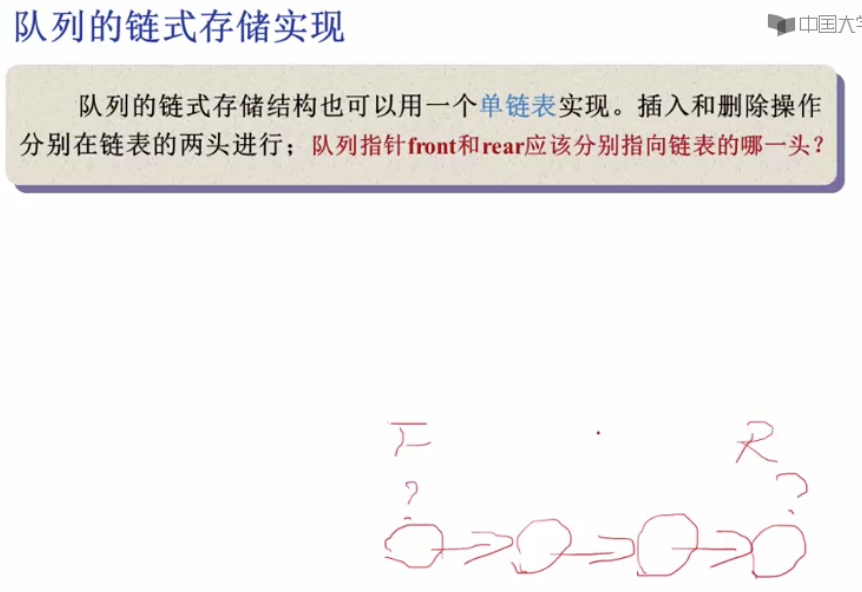 队列的链式存储实现
中国大学
队列的链式存储结构也可以用一个单链表实现。插入和删除操作
分别在链表的两头进行；队列指针front和rear应该分别指向链表的哪一头？
F
R
?
?